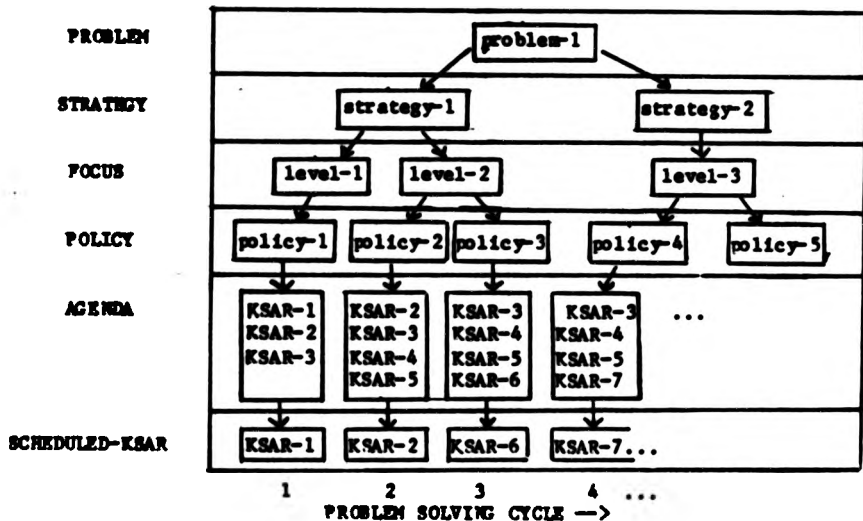 PROBLEM
problem-1
STRATEGY
strategy-1 strategy-2
FOCUS
level-1 level-2 level-3
POLICY
policy-1 policy-2 policy-3 policy-4 policy-5
AGENDA
KSAR-1 KSAR-2 KSAR-3 KSAR-3 ...
KSAR-2 KSAR-3 KSAR-4 KSAR-4
KSAR-3 KSAR-4 KSAR-5 KSAR-5
KSAR-5 KSAR-6 KSAR-7
SCHEDULED-KSAR
KSAR-1 KSAR-2 KSAR-6 KSAR-7...
1 2 3 4 ...
PROBLEM SOLVING CYCLE -->